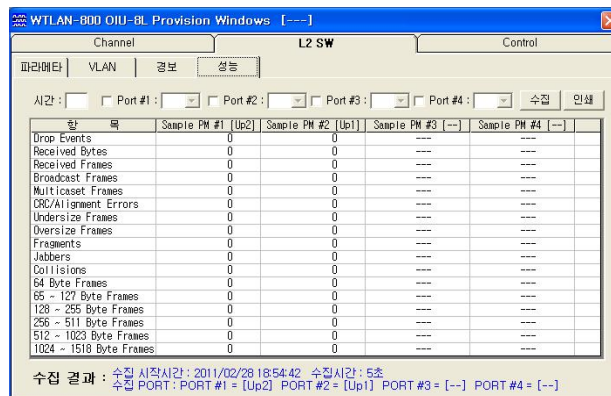 WTLAN-800 OIU-8L Provision Windows [---]
Channel L2 SW Control
파라메타 VLAN 경보 성능
시간 : Port #1 : Port #2 : Port #3 : Port #4 : 수집 인쇄
항 목 Sample PM #1 [Up2] Sample PM #2 [Up1] Sample PM #3 [--] Sample PM #4 [--]
Drop Events 0 0 --- ---
Received Bytes 0 0 --- ---
Received Frames 0 0 --- ---
Broadcast Frames 0 0 --- ---
Multicaset Frames 0 0 --- ---
CRC/Alignment Errors 0 0 --- ---
Undersize Frames 0 0 --- ---
Oversize Frames 0 0 --- ---
Fragments 0 0 --- ---
Jabbers 0 0 --- ---
Collisions 0 0 --- ---
64 Byte Frames 0 0 --- ---
65 ~ 127 Byte Frames 0 0 --- ---
128 ~ 255 Byte Frames 0 0 --- ---
256 ~ 511 Byte Frames 0 0 --- ---
512 ~ 1023 Byte Frames 0 0 --- ---
1024 ~ 1518 Byte Frames 0 0 --- ---
수집 결과 : 수집 시작시간 : 2011/02/28 18:54:42 수집시간 : 5초
수집 PORT : PORT #1 = [Up2] PORT #2 = [Up1] PORT #3 = [--] PORT #4 = [--]